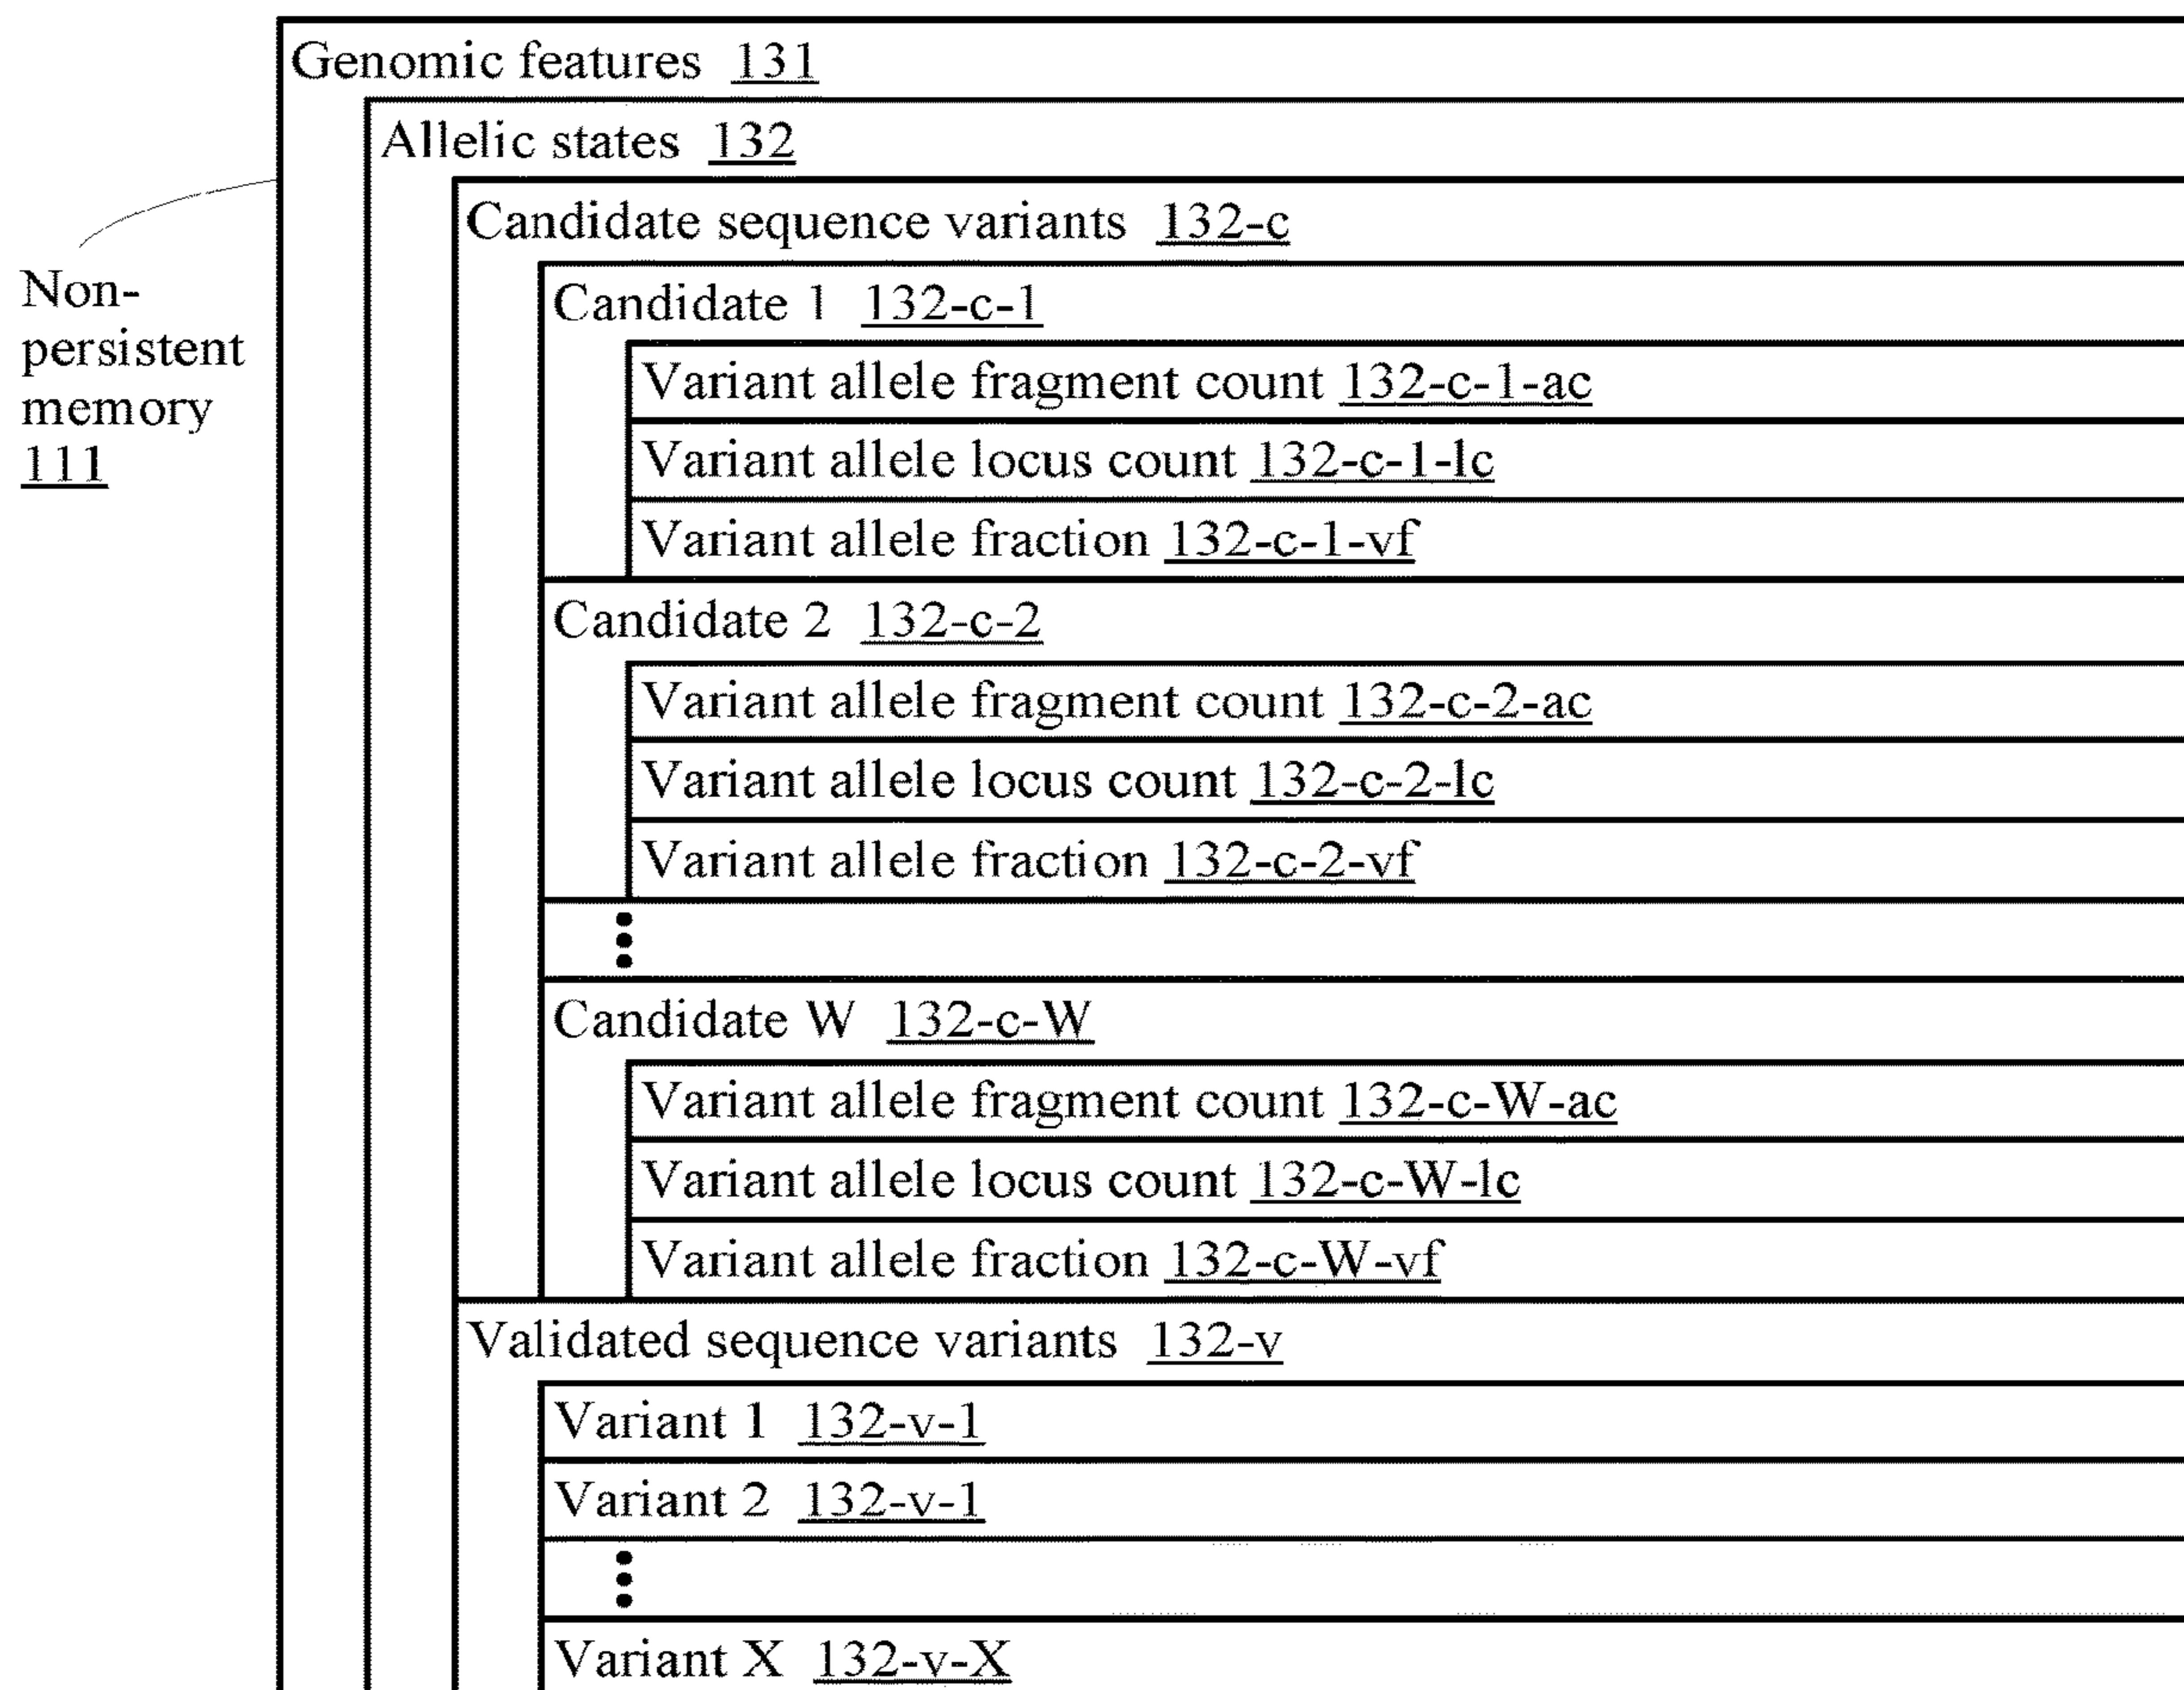 Genomic features 131
Allelic states 132
Candidate sequence variants 132-c
Candidate 1 132-c-1
Non-
persistent
memory
111
Variant allele fragment count 132-c-1-ac
Variant allele locus count 132-c-1-lc
Variant allele fraction 132-c-1-vf
Candidate 2 132-c-2
Variant allele fragment count 132-c-2-ac
Variant allele locus count 132-c-2-lc
Variant allele fraction 132-c-2-vf
Candidate W 132-c-W
Variant allele fragment count 132-c-W-ac
Variant allele locus count 132-c-W-lc
Variant allele fraction 132-c-W-vf
Validated sequence variants 132-v
Variant 1 132-v-1
Variant 2 132-v-1
Variant X 132-v-X